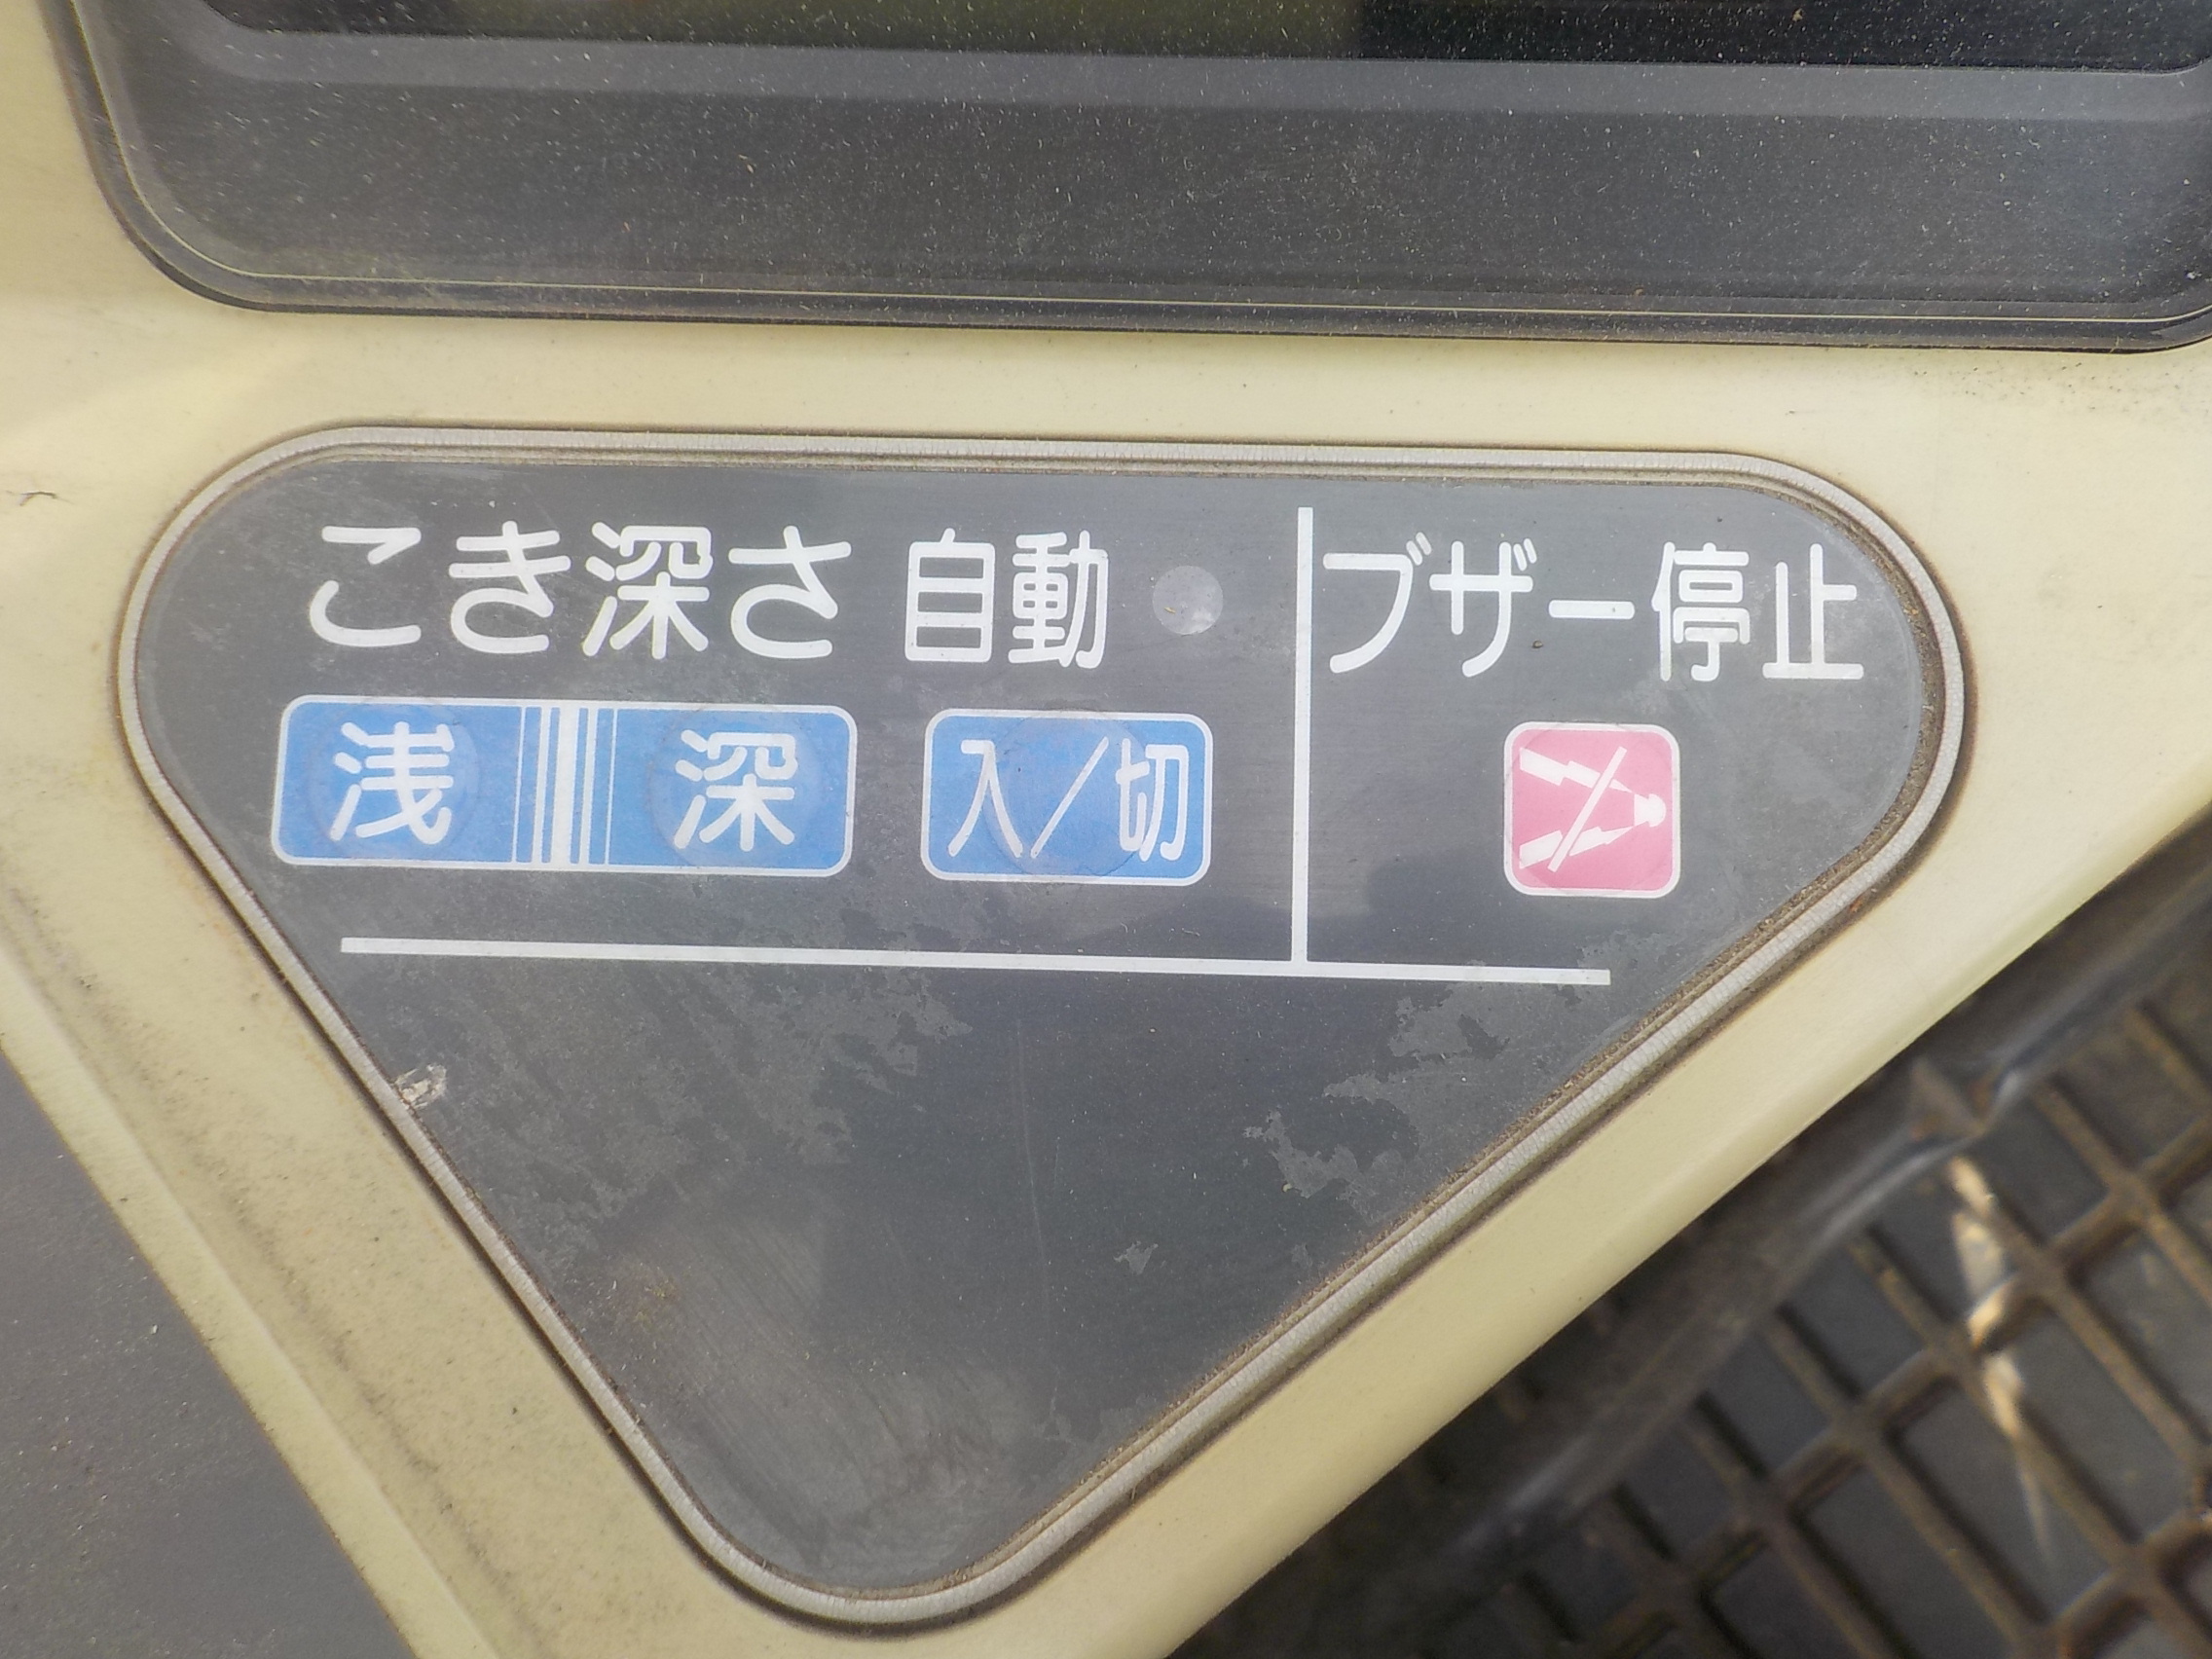 こき深さ 自動
ブザー停止
浅 深 入/切